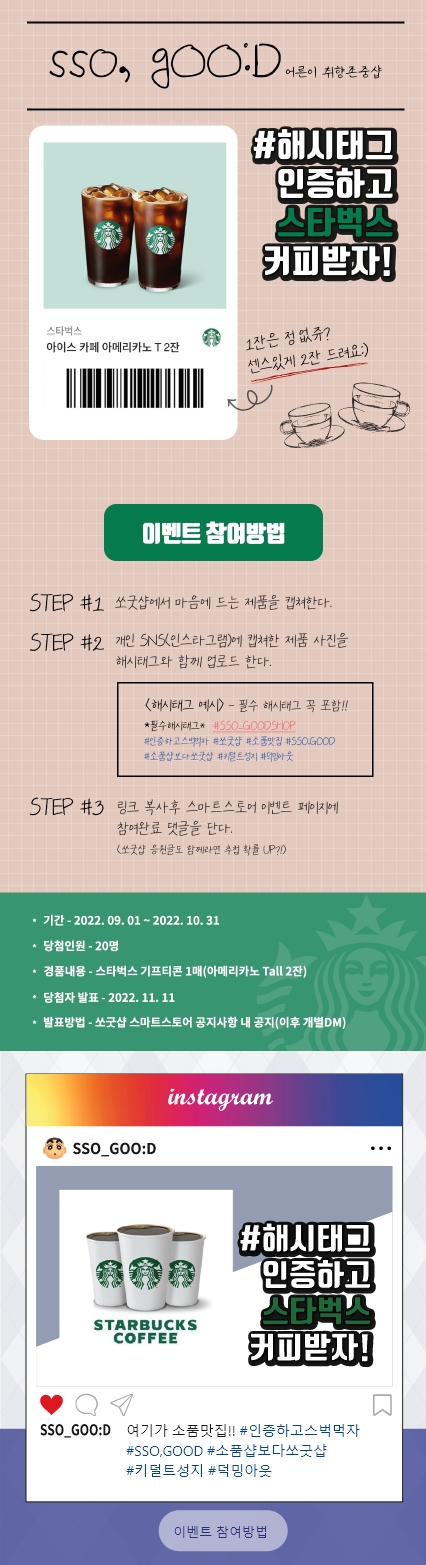 sso, gOO:D 어른이 취향존중샵
#해시태그
인증하고
스타벅스
커피받자!
스타벅스
아이스 카페 아메리카노 T 2잔
1잔은 정 없쥬?
센스있게 2잔 드려요:)
이벤트 참여방법
STEP #1 쏘굿샵에서 마음에 드는 제품을 캡쳐한다.
STEP #2 개인 SNS(인스타그램)에 캡쳐한 제품 사진을
해시태그와 함께 업로드 한다.
<해시태그 예시> - 필수 해시태그 꼭 포함!!
*필수해시태그* #SSO_GOODSHOP
#인증하고스벅먹자 #쏘굿샵 #소품맛집 #SSO.GOOD
#소품샵보다쏘굿샵 #키덜트성지 #덕밍아웃
STEP #3 링크 복사후 스마트스토어 이벤트 페이지에
참여완료 댓글을 단다.
(쏘굿샵 응원글도 함께라면 추첨 확률 UP?!)
• 기간 - 2022. 09. 01 ~ 2022. 10. 31
• 당첨인원 - 20명
• 경품내용 - 스타벅스 기프티콘 1매(아메리카노 Tall 2잔)
• 당첨자 발표 - 2022. 11. 11
• 발표방법 - 쏘굿샵 스마트스토어 공지사항 내 공지(이후 개별DM)
instagram
SSO_GOO:D
#해시태그
인증하고
스타벅스
커피받자!
STARBUCKS
COFFEE
SSO_GOO:D 여기가 소품맛집!! #인증하고스벅먹자
#SSO,GOOD #소품샵보다쏘굿샵
#키덜트성지 #덕밍아웃
이벤트 참여방법